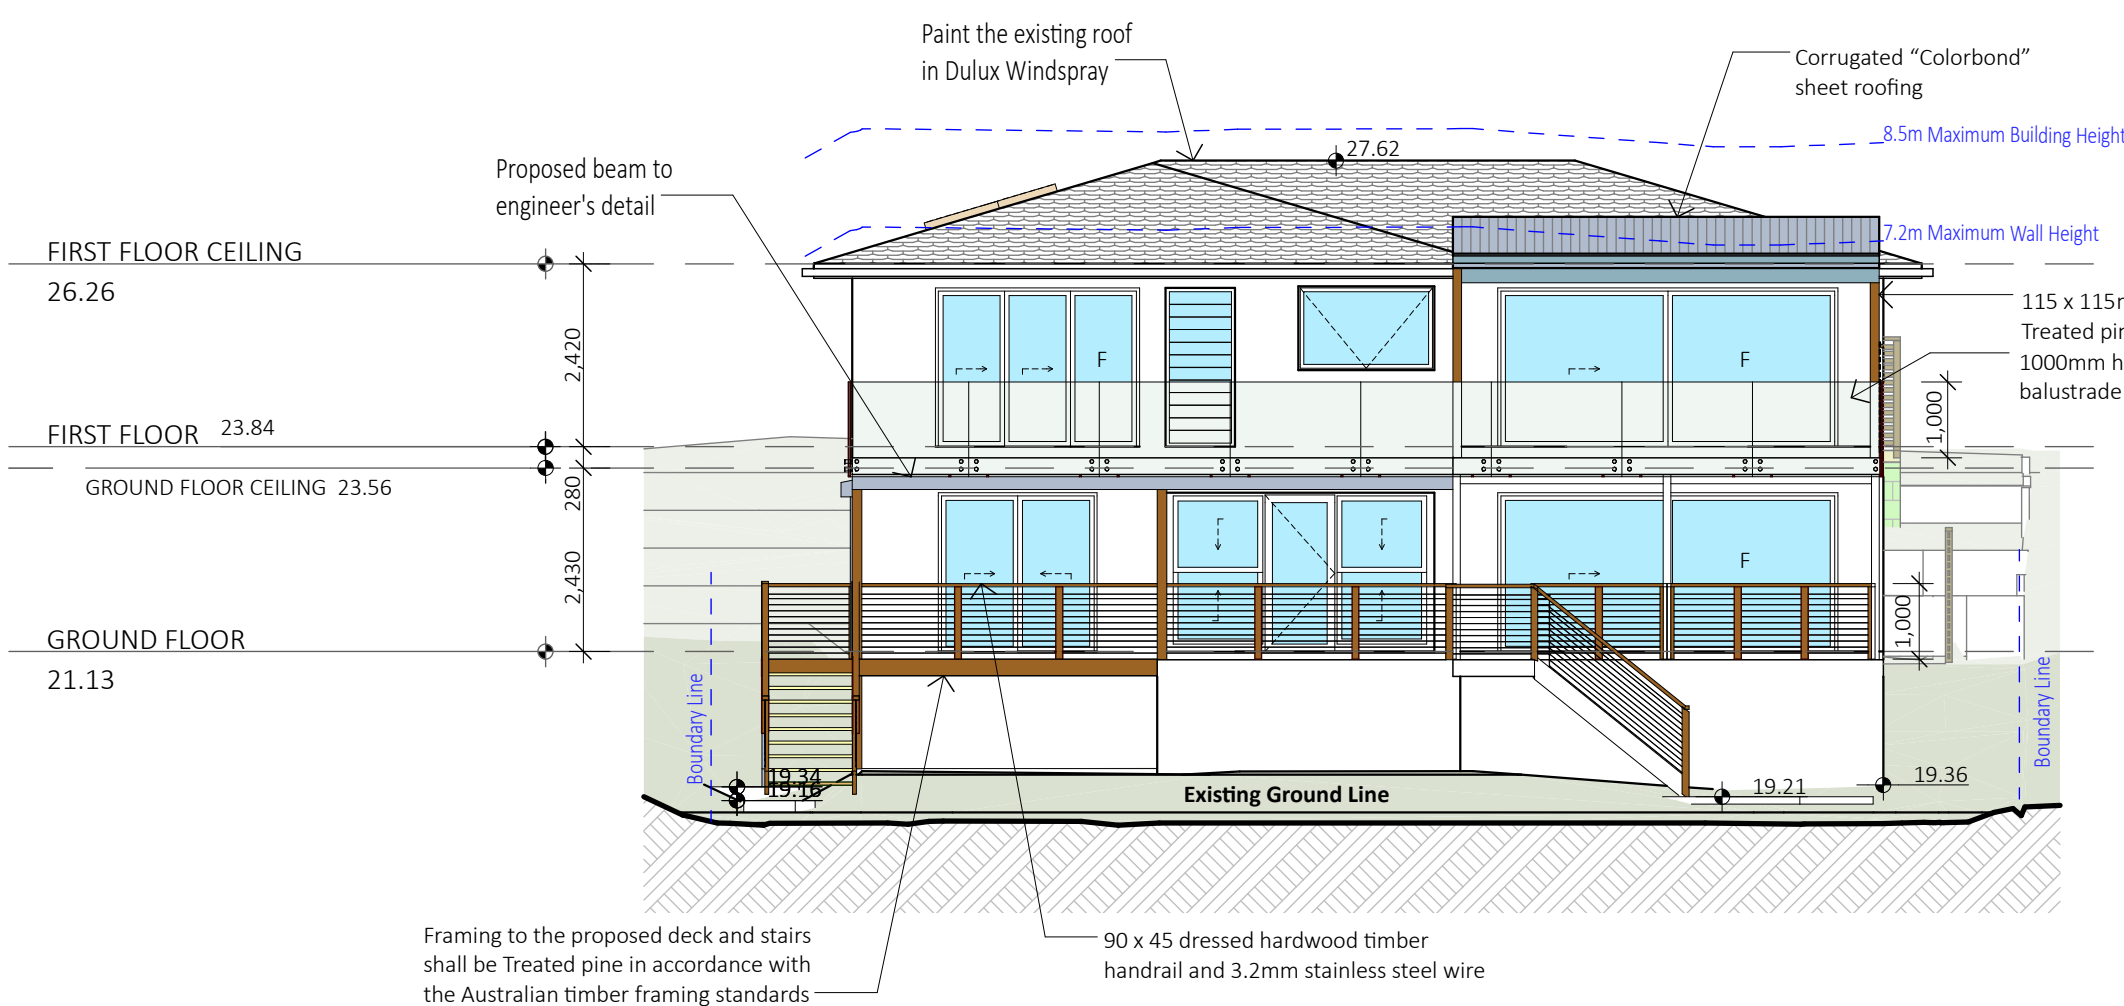 Paint the existing roof
in Dulux Windspray
Corrugated “Colorbond”
sheet roofing
8.5m Maximum Building Height
27.62
Proposed beam to
engineer's detail
7.2m Maximum Wall Height
FIRST FLOOR CEILING
26.26
115 x 115
Treated
1000mm
balustrade
2,420
F
F
1,000
FIRST FLOOR 23.84
GROUND FLOOR CEILING 23.56
280
2,430
F
1,000
GROUND FLOOR
21.13
Boundary Line
Boundary Line
19.34
19.16
19.21
19.36
Existing Ground Line
Framing to the proposed deck and stairs
shall be Treated pine in accordance with
the Australian timber framing standards
90 x 45 dressed hardwood timber
handrail and 3.2mm stainless steel wire